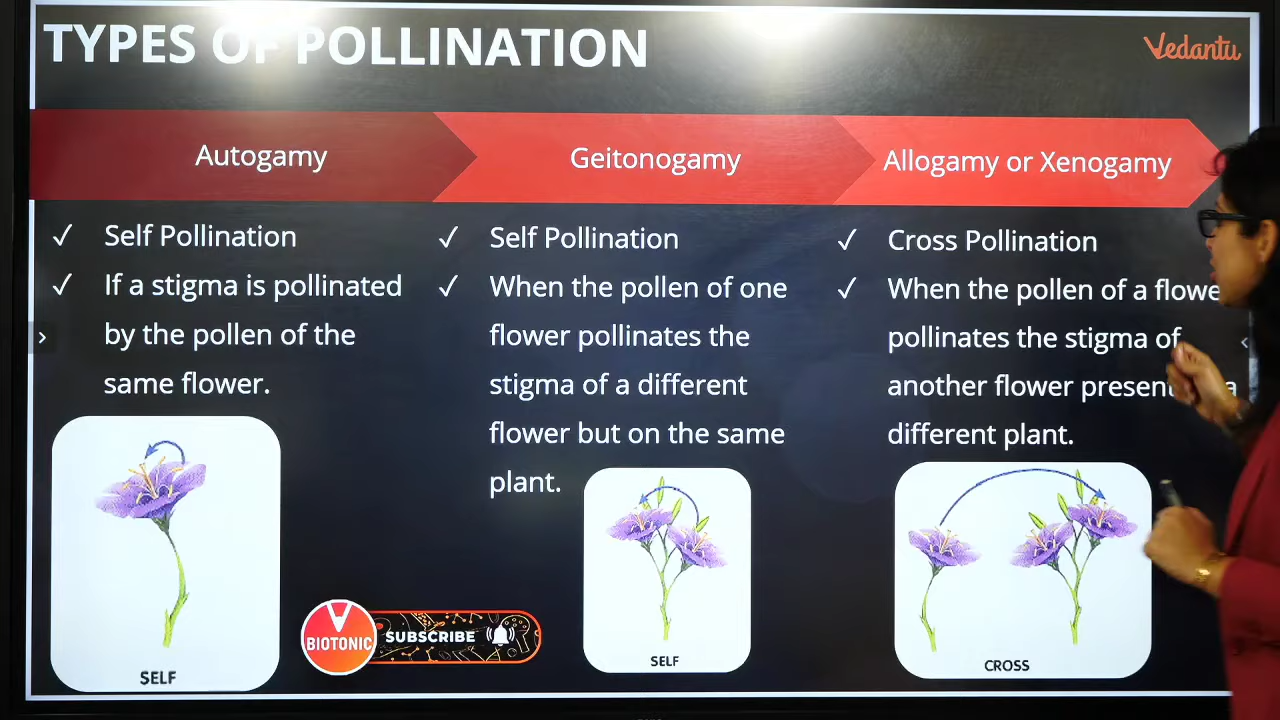 TYPES OF POLLINATION
Vedantu
Autogamy
Geitonogamy
Allogamy or Xenogamy
✓ Self Pollination
✓ If a stigma is pollinated
by the pollen of the
same flower.
SELF
✓ Self Pollination
✓ When the pollen of one
flower pollinates the
stigma of a different
flower but on the same
plant.
SELF
✓ Cross Pollination
✓ When the pollen of a flowe
pollinates the stigma of
another flower present a
different plant.
CROSS
V
BIOTONIC
SUBSCRIBE